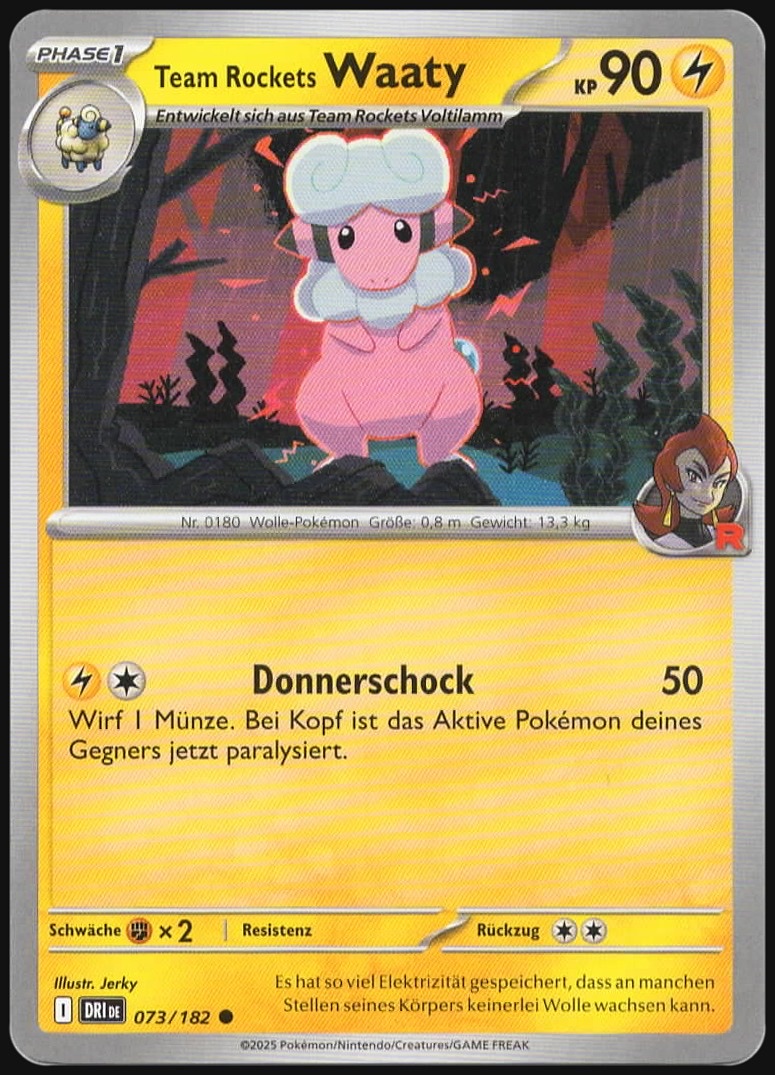 PHASE 1
Team Rockets Waaty
KP 90
Entwickelt sich aus Team Rockets Voltilamm
R
Nr. 0180 Wolle-Pokémon Größe: 0,8 m Gewicht: 13,3 kg
Donnerschock 50
Wirf 1 Münze. Bei Kopf ist das Aktive Pokémon deines
Gegners jetzt paralysiert.
Schwäche × 2 Resistenz Rückzug
Illustr. Jerky
Es hat so viel Elektrizität gespeichert, dass an manchen
Stellen seines Körpers keinerlei Wolle wachsen kann.
I DRI DE 073/182
©2025 Pokémon/Nintendo/Creatures/GAME FREAK